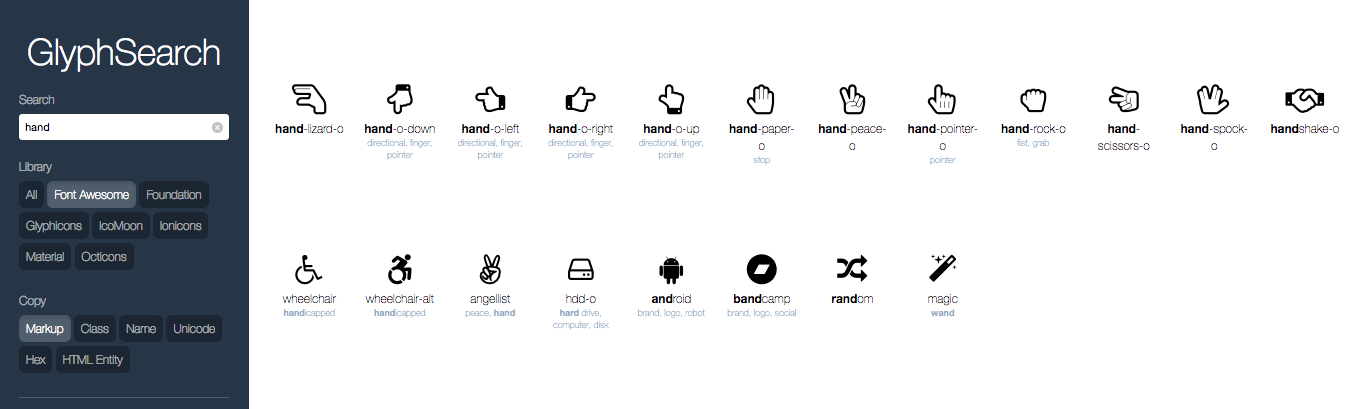 GlyphSearch
Search
hand
Library
All Font Awesome Foundation
Glyphicons IcoMoon Ionicons
Material Octicons
Copy
Markup Class Name Unicode
Hex HTML Entity
hand-lizard-o
hand-o-down
directional, finger,
pointer
hand-o-left
directional, finger,
pointer
hand-o-right
directional, finger,
pointer
hand-o-up
directional, finger,
pointer
hand-paper-
o
stop
hand-peace-
o
hand-pointer-
o
pointer
hand-rock-o
fist, grab
hand-
scissors-o
hand-spock-
o
handshake-o
wheelchair
handicapped
wheelchair-alt
handicapped
angellist
peace, hand
hdd-o
hard drive,
computer, disk
android
brand, logo, robot
bandcamp
brand, logo, social
random
magic
wand